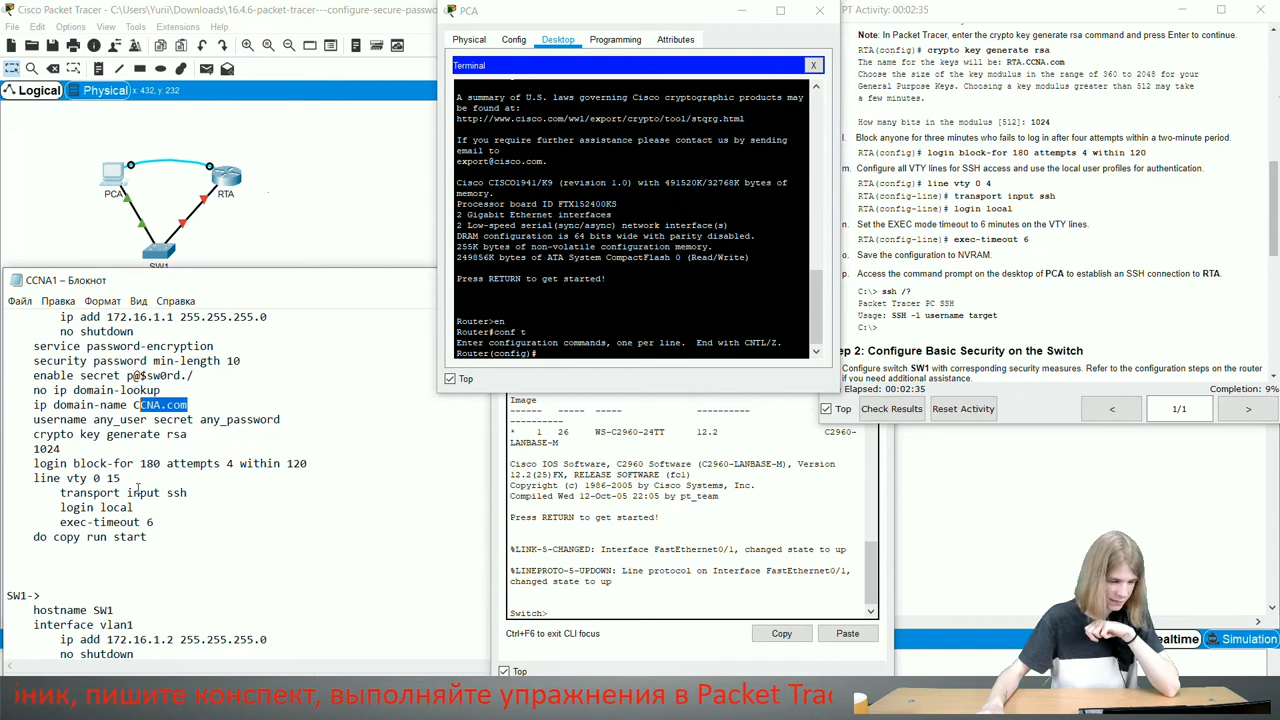 Cisco Packet Tracer - C:\Users\Yurii\Downloads\16.4.6-packet-tracer---configure-secure-passwo
File Edit Options View Tools Extensions Help
Logical
Physical
x: 432, y: 232
PCA
RTA
SW1
PCA
Physical
Config
Desktop
Programming
Attributes
Terminal
X
A summary of U.S. laws governing Cisco cryptographic products may
be found at:
http://www.cisco.com/wwl/export/crypto/tool/stqrg.html
If you require further assistance please contact us by sending
email to
export@cisco.com.
Cisco CISCO1941/K9 (revision 1.0) with 491520K/32768K bytes of
memory.
Processor board ID FTX152400KS
2 Gigabit Ethernet interfaces
2 Low-speed serial(sync/async) network interface(s)
DRAM configuration is 64 bits wide with parity disabled.
255K bytes of non-volatile configuration memory.
249856K bytes of ATA System CompactFlash 0 (Read/Write)
Press RETURN to get started!
Router>en
Router#conf t
Enter configuration commands, one per line. End with CNTL/Z.
Router(config)#
Top
PT Activity: 00:02:35
Note: In Packet Tracer, enter the crypto key generate rsa command and press Enter to continue.
RTA(config)# crypto key generate rsa
The name for the keys will be: RTA.CCNA.com
Choose the size of the key modulus in the range of 360 to 2048 for your
General Purpose Keys. Choosing a key modulus greater than 512 may take
a few minutes.
How many bits in the modulus [512]: 1024
l. Block anyone for three minutes who fails to log in after four attempts within a two-minute period.
RTA(config)# login block-for 180 attempts 4 within 120
m. Configure all VTY lines for SSH access and use the local user profiles for authentication.
RTA(config)# line vty 0 4
RTA(config-line)# transport input ssh
RTA(config-line)# login local
n. Set the EXEC mode timeout to 6 minutes on the VTY lines.
RTA(config-line)# exec-timeout 6
o. Save the configuration to NVRAM.
p. Access the command prompt on the desktop of PCA to establish an SSH connection to RTA.
C:\> ssh /?
Packet Tracer PC SSH
Usage: SSH -l username target
C:\>
ep 2: Configure Basic Security on the Switch
Configure switch SW1 with corresponding security measures. Refer to the configuration steps on the router
if you need additional assistance.
Elapsed: 00:02:35
Completion: 9%
Top
Check Results
Reset Activity
<
1/1
>
CCNA1 – Блокнот
Файл Правка Формат Вид Справка
ip add 172.16.1.1 255.255.255.0
no shutdown
service password-encryption
security password min-length 10
enable secret p@$sw0rd./
no ip domain-lookup
ip domain-name CCNA.com
username any_user secret any_password
crypto key generate rsa
1024
login block-for 180 attempts 4 within 120
line vty 0 15
transport input ssh
login local
exec-timeout 6
do copy run start
SW1->
hostname SW1
interface vlan1
ip add 172.16.1.2 255.255.255.0
no shutdown
Image
------ ----- ----- ---------- ----------
* 1 26 WS-C2960-24TT 12.2 C2960-
LANBASE-M
Cisco IOS Software, C2960 Software (C2960-LANBASE-M), Version
12.2(25)FX, RELEASE SOFTWARE (fc1)
Copyright (c) 1986-2005 by Cisco Systems, Inc.
Compiled Wed 12-Oct-05 22:05 by pt_team
Press RETURN to get started!
%LINK-5-CHANGED: Interface FastEthernet0/1, changed state to up
%LINEPROTO-5-UPDOWN: Line protocol on Interface FastEthernet0/1,
changed state to up
Switch>
Ctrl+F6 to exit CLI focus
Copy
Paste
Top
ealtime
Simulation
ник, пишите конспект, выполняйте упражнения в Packet Trac